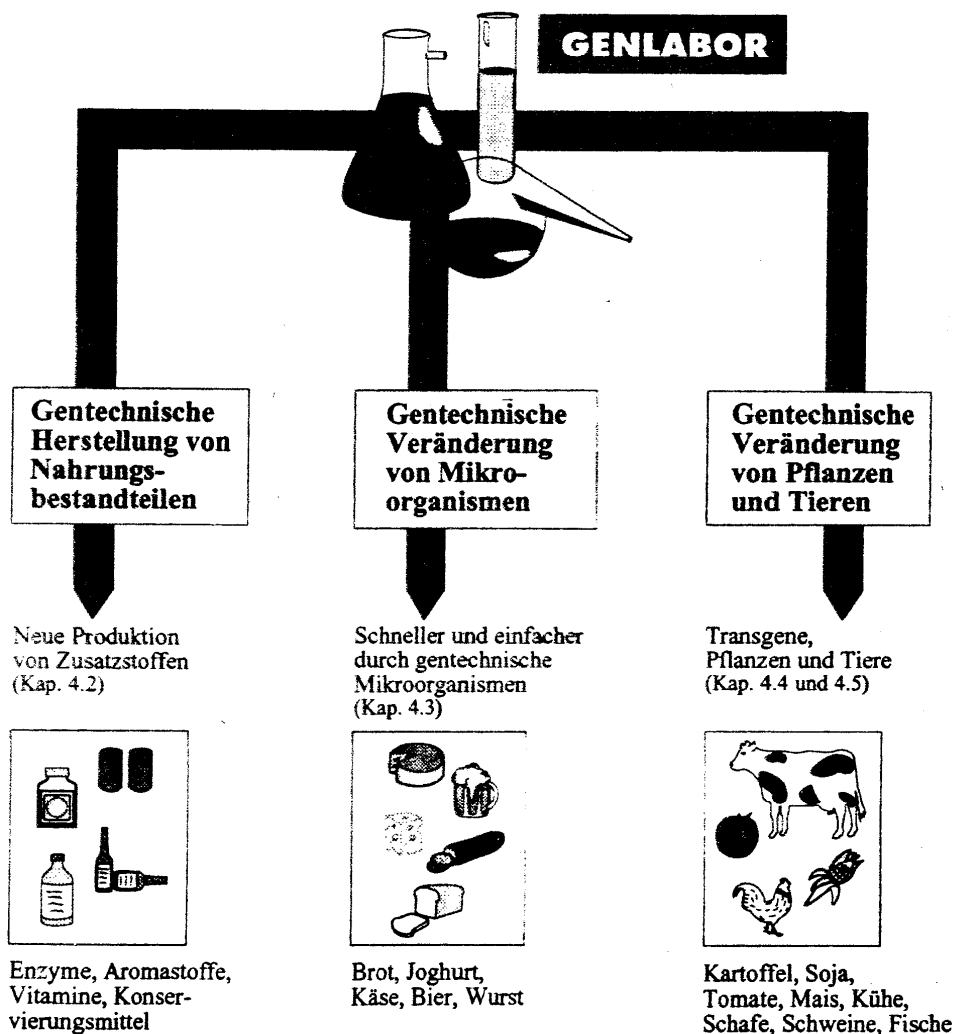 GENLABOR
Gentechnische
Herstellung von
Nahrungs-
bestandteilen
Gentechnische
Veränderung
von Mikro-
organismen
Gentechnische
Veränderung
von Pflanzen
und Tieren
Neue Produktion
von Zusatzstoffen
(Kap. 4.2)
Schneller und einfacher
durch gentechnische
Mikroorganismen
(Kap. 4.3)
Transgene,
Pflanzen und Tiere
(Kap. 4.4 und 4.5)
Enzyme, Aromastoffe,
Vitamine, Konser-
vierungsmittel
Brot, Joghurt,
Käse, Bier, Wurst
Kartoffel, Soja,
Tomate, Mais, Kühe,
Schafe, Schweine, Fische